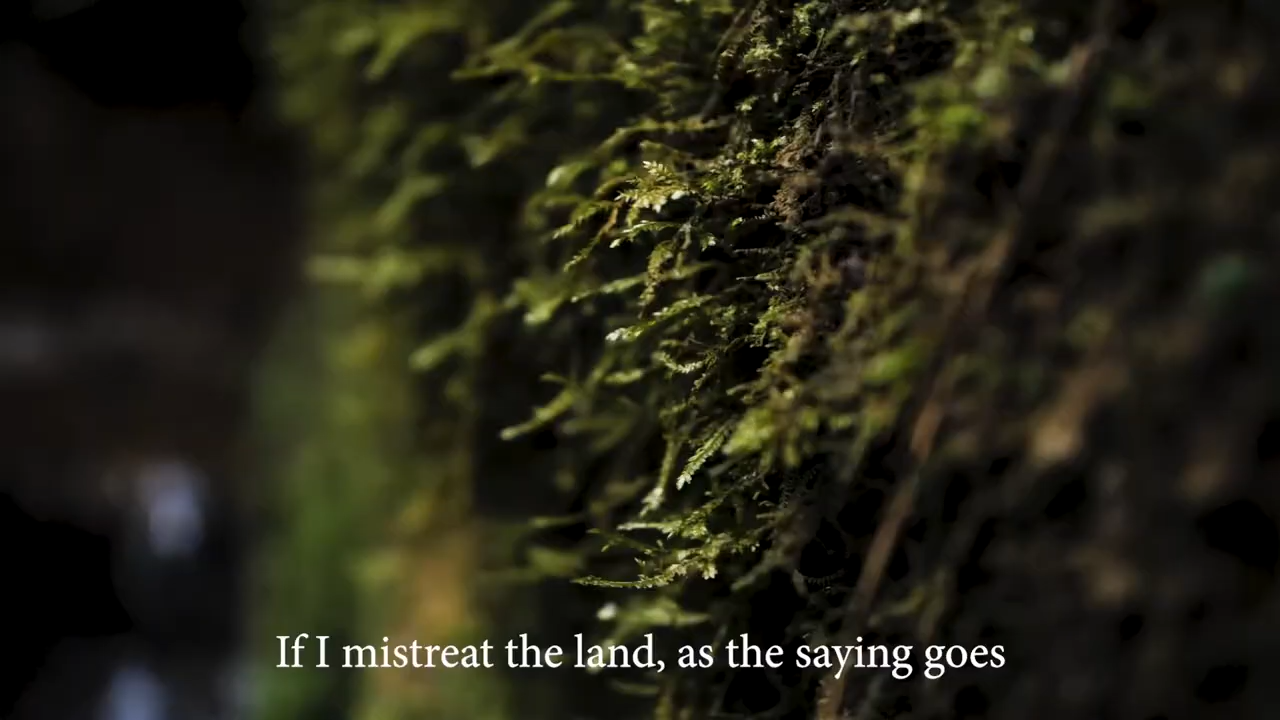 If I mistreat the land, as the saying goes